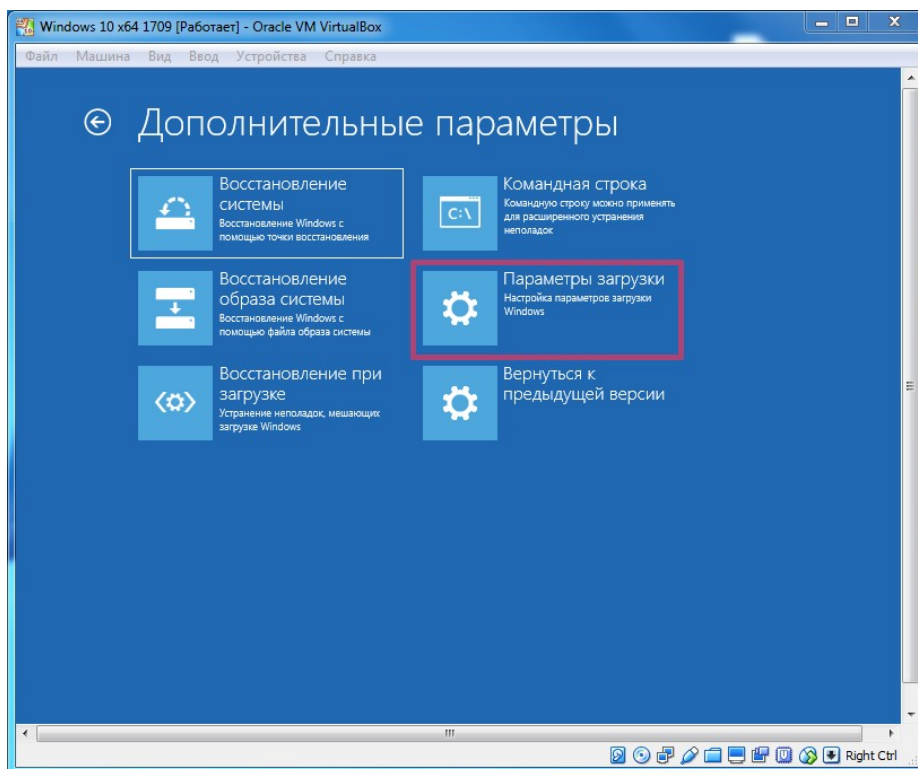 Windows 10 x64 1709 [Работает] - Oracle VM VirtualBox
Файл Машина Вид Ввод Устройства Справка
Дополнительные параметры
Восстановление
системы
Восстановление Windows с
помощью точки восстановления
Командная строка
Командную строку можно применять
для расширенного устранения
неполадок
Восстановление
образа системы
Восстановление Windows с
помощью файла образа системы
Параметры загрузки
Настройка параметров загрузки
Windows
Восстановление при
загрузке
Устранение неполадок, мешающих
загрузке Windows
Вернуться к
предыдущей версии
C:\
Right Ctrl